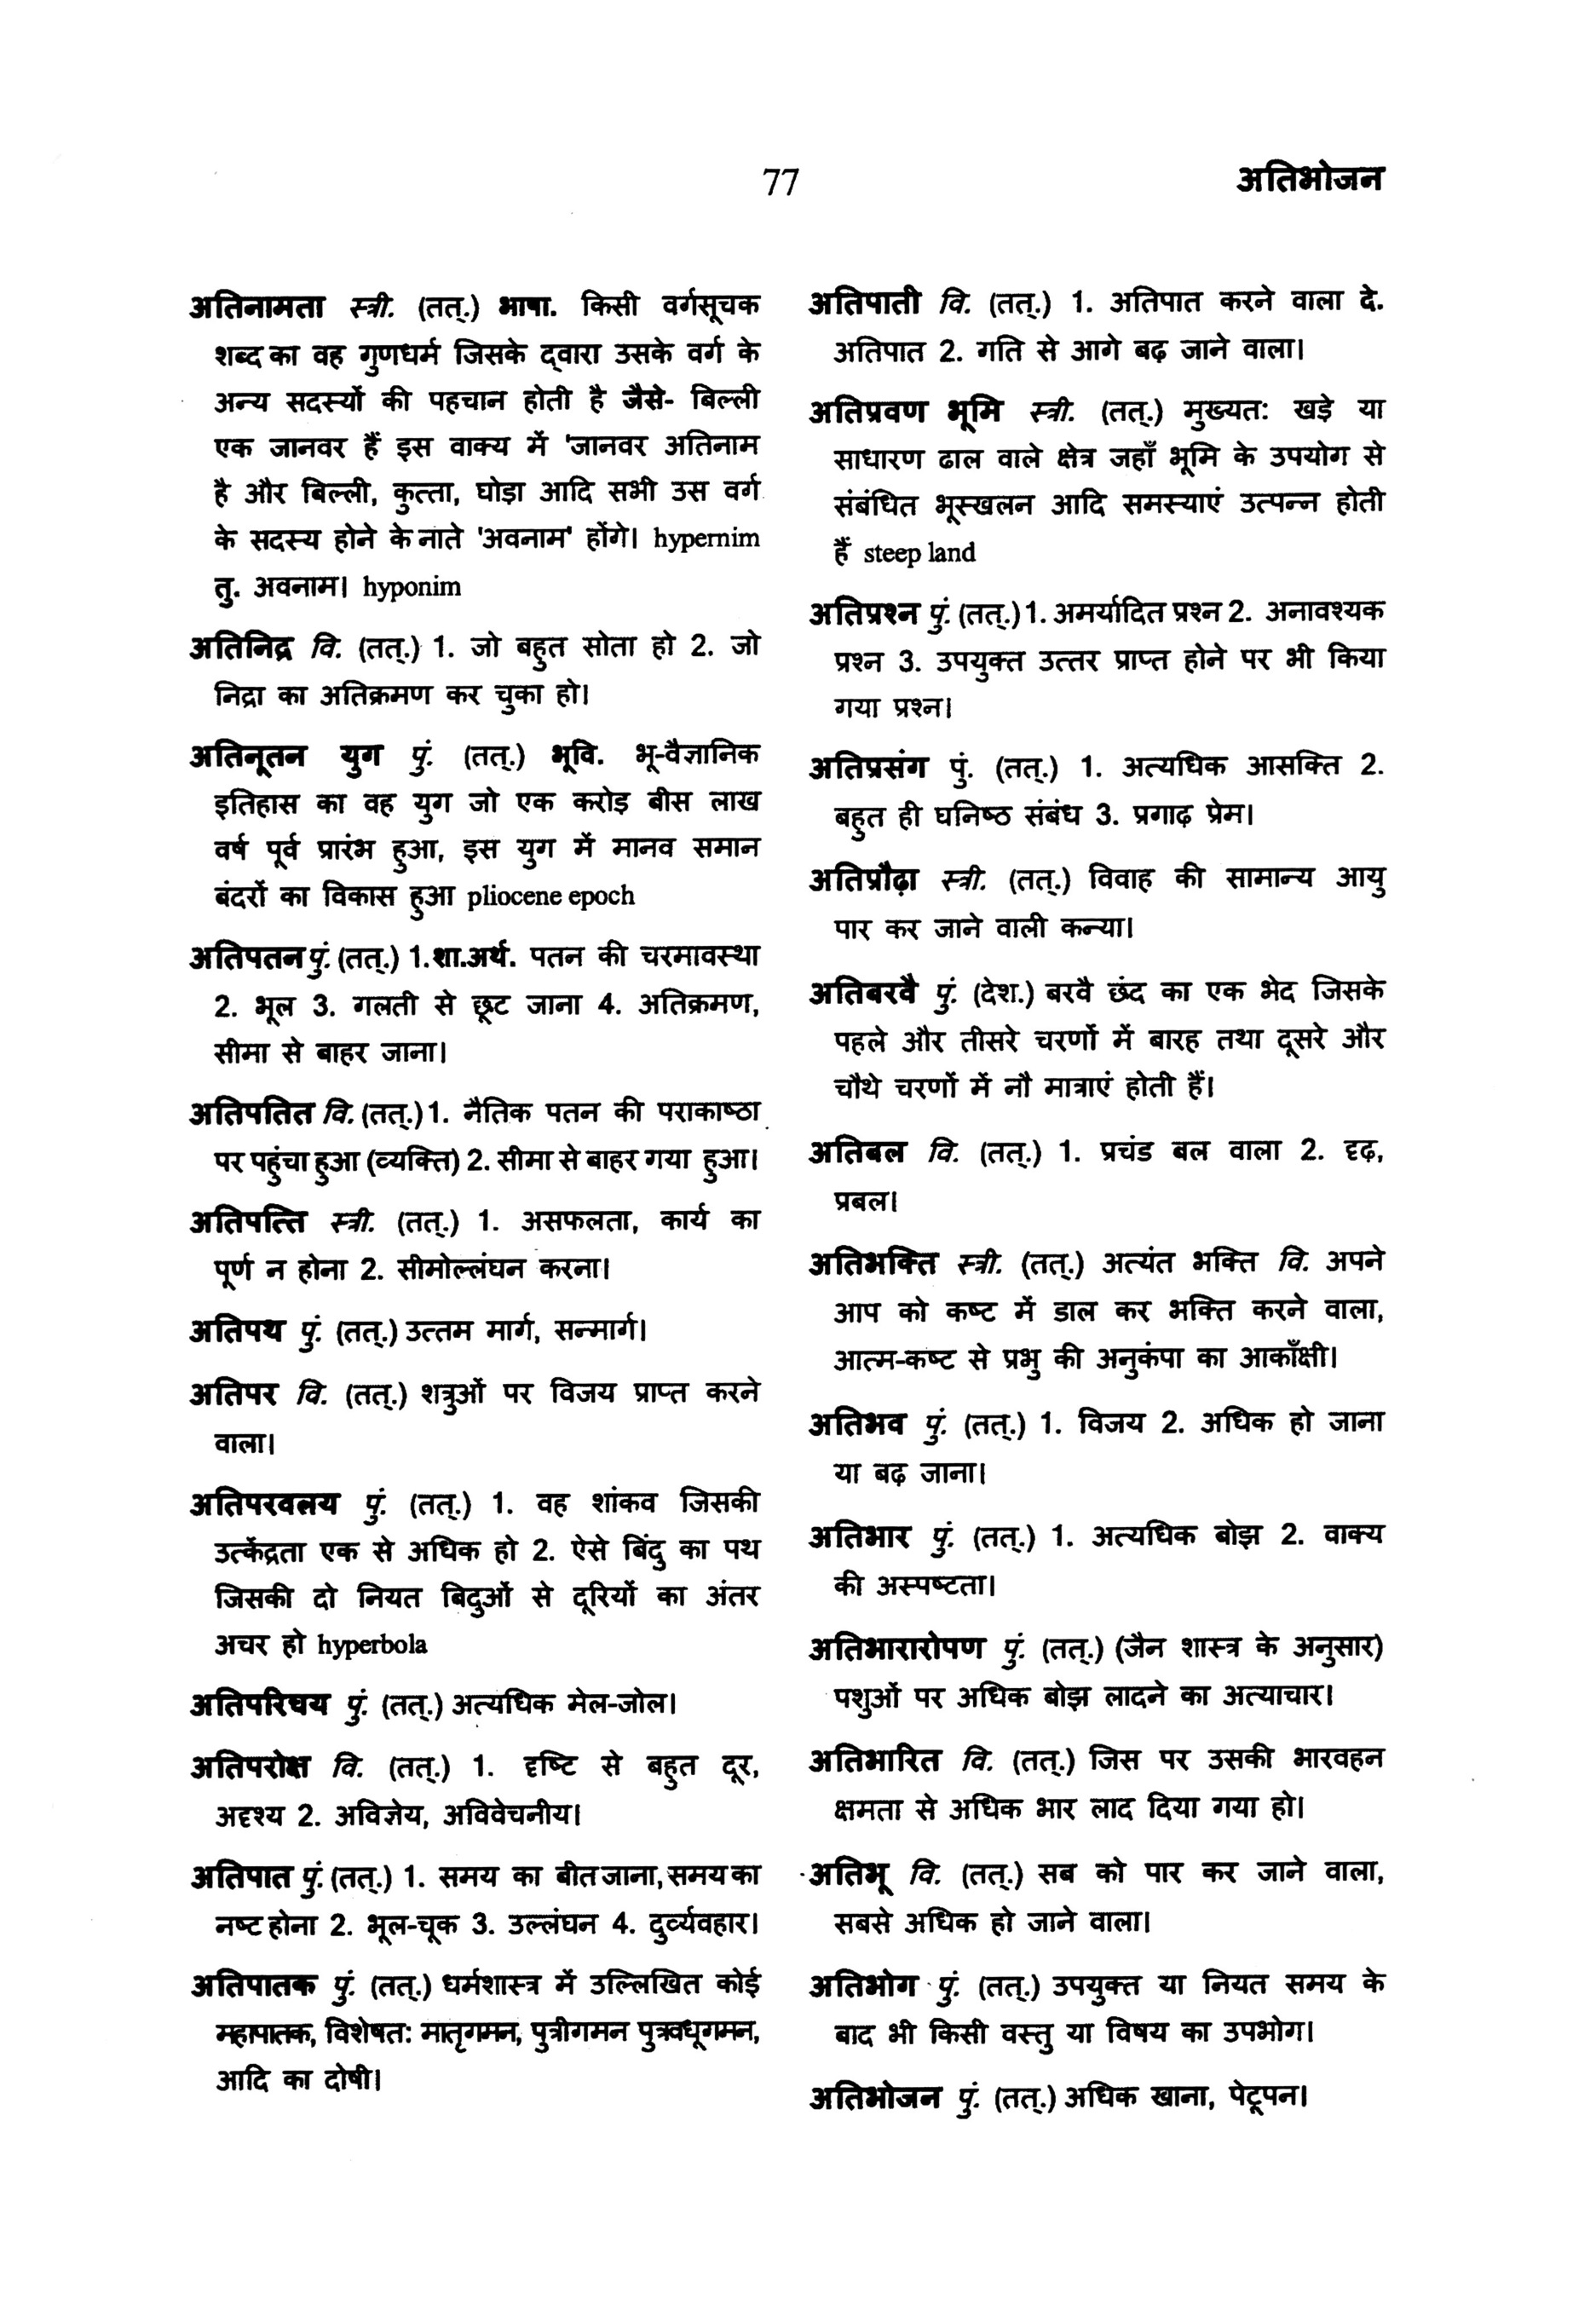 77
अतिभोजन
अतिनामता स्त्री. (तत्.) भाषा. किसी वर्गसूचक
शब्द का वह गुणधर्म जिसके द्वारा उसके वर्ग के
अन्य सदस्यों की पहचान होती है जैसे- बिल्ली
एक जानवर हैं इस वाक्य में 'जानवर अतिनाम
है और बिल्ली, कुत्ता, घोड़ा आदि सभी उस वर्ग
के सदस्य होने के नाते 'अवनाम' होंगे। hypernim
तु. अवनाम। hyponim
अतिनिद्र वि. (तत्.) 1. जो बहुत सोता हो 2. जो
निद्रा का अतिक्रमण कर चुका हो।
अतिनूतन युग पुं. (तत्.) भूवि. भू-वैज्ञानिक
इतिहास का वह युग जो एक करोड़ बीस लाख
वर्ष पूर्व प्रारंभ हुआ, इस युग में मानव समान
बंदरों का विकास हुआ pliocene epoch
अतिपतन पुं. (तत्.) 1.शा.अर्थ. पतन की चरमावस्था
2. भूल 3. गलती से छूट जाना 4. अतिक्रमण,
सीमा से बाहर जाना।
अतिपतित वि. (तत्.) 1. नैतिक पतन की पराकाष्ठा
पर पहुंचा हुआ (व्यक्ति) 2. सीमा से बाहर गया हुआ।
अतिपत्ति स्त्री. (तत्.) 1. असफलता, कार्य का
पूर्ण न होना 2. सीमोल्लंघन करना।
अतिपथ पुं. (तत्.) उत्तम मार्ग, सन्मार्ग।
अतिपर वि. (तत्.) शत्रुओं पर विजय प्राप्त करने
वाला।
अतिपरवलय पुं. (तत्.) 1. वह शांकव जिसकी
उत्केंद्रता एक से अधिक हो 2. ऐसे बिंदु का पथ
जिसकी दो नियत बिदुओं से दूरियों का अंतर
अचर हो hyperbola
अतिपरिचय पुं. (तत्.) अत्यधिक मेल-जोल।
अतिपरोक्ष वि. (तत्.) 1. दृष्टि से बहुत दूर,
अदृश्य 2. अविज्ञेय, अविवेचनीय।
अतिपात पुं. (तत्.) 1. समय का बीत जाना, समय का
नष्ट होना 2. भूल-चूक 3. उल्लंघन 4. दुर्व्यवहार।
अतिपातक पुं. (तत्.) धर्मशास्त्र में उल्लिखित कोई
महापातक, विशेषत: मातृगमन, पुत्रीगमन पुत्रवधूगमन,
आदि का दोषी।
अतिपाती वि. (तत्.) 1. अतिपात करने वाला दे.
अतिपात 2. गति से आगे बढ़ जाने वाला।
अतिप्रवण भूमि स्त्री. (तत्.) मुख्यत: खड़े या
साधारण ढाल वाले क्षेत्र जहाँ भूमि के उपयोग से
संबंधित भूस्खलन आदि समस्याएं उत्पन्न होती
हैं steep land
अतिप्रश्न पुं. (तत्.) 1. अमर्यादित प्रश्न 2. अनावश्यक
प्रश्न 3. उपयुक्त उत्तर प्राप्त होने पर भी किया
गया प्रश्न।
अतिप्रसंग पुं. (तत्.) 1. अत्यधिक आसक्ति 2.
बहुत ही घनिष्ठ संबंध 3. प्रगाढ़ प्रेम।
अतिप्रौढ़ा स्त्री. (तत्.) विवाह की सामान्य आयु
पार कर जाने वाली कन्या।
अतिबरवै पुं. (देश.) बरवै छंद का एक भेद जिसके
पहले और तीसरे चरणों में बारह तथा दूसरे और
चौथे चरणों में नौ मात्राएं होती हैं।
अतिबल वि. (तत्.) 1. प्रचंड बल वाला 2. दृढ़,
प्रबल।
अतिभक्ति स्त्री. (तत्.) अत्यंत भक्ति वि. अपने
आप को कष्ट में डाल कर भक्ति करने वाला,
आत्म-कष्ट से प्रभु की अनुकंपा का आकाँक्षी।
अतिभव पुं. (तत्.) 1. विजय 2. अधिक हो जाना
या बढ़ जाना।
अतिभार पुं. (तत्.) 1. अत्यधिक बोझ 2. वाक्य
की अस्पष्टता।
अतिभारारोपण पुं. (तत्.) (जैन शास्त्र के अनुसार)
पशुओं पर अधिक बोझ लादने का अत्याचार।
अतिभारित वि. (तत्.) जिस पर उसकी भारवहन
क्षमता से अधिक भार लाद दिया गया हो।
अतिभू वि. (तत्.) सब को पार कर जाने वाला,
सबसे अधिक हो जाने वाला।
अतिभोग पुं. (तत्.) उपयुक्त या नियत समय के
बाद भी किसी वस्तु या विषय का उपभोग।
अतिभोजन पुं. (तत्.) अधिक खाना, पेटूपन।